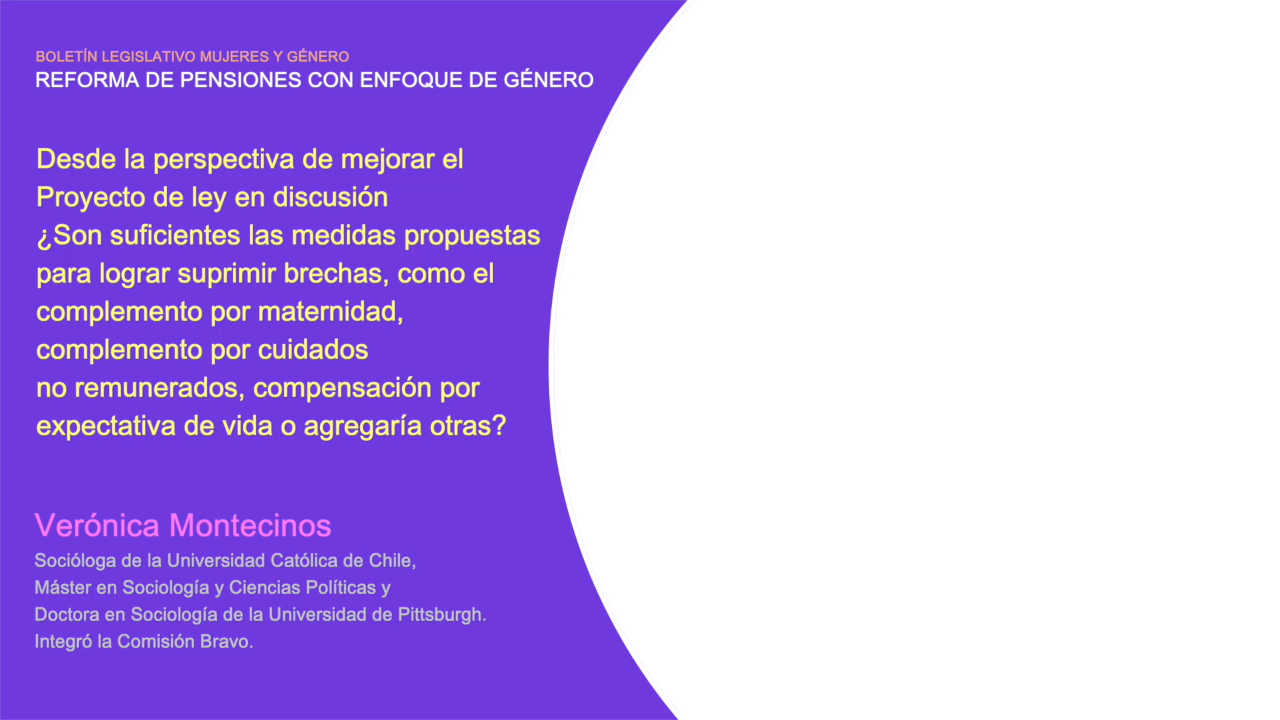 BOLETÍN LEGISLATIVO MUJERES Y GÉNERO
REFORMA DE PENSIONES CON ENFOQUE DE GÉNERO
Desde la perspectiva de mejorar el
Proyecto de ley en discusión
¿Son suficientes las medidas propuestas
para lograr suprimir brechas, como el
complemento por maternidad,
complemento por cuidados
no remunerados, compensación por
expectativa de vida o agregaría otras?
Verónica Montecinos
Socióloga de la Universidad Católica de Chile,
Máster en Sociología y Ciencias Políticas y
Doctora en Sociología de la Universidad de Pittsburgh.
Integró la Comisión Bravo.